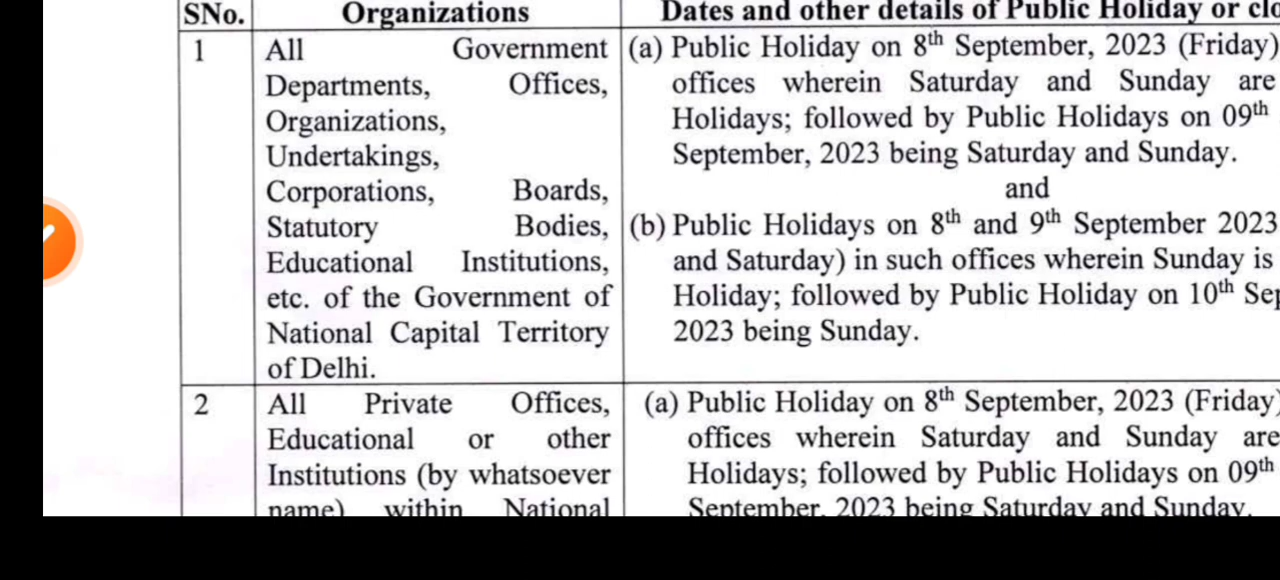 SNo. Organizations Dates and other details of Public Holiday or clo
1 All Government (a) Public Holiday on 8th September, 2023 (Friday)
Departments, Offices, offices wherein Saturday and Sunday are
Organizations, Holidays; followed by Public Holidays on 09th
Undertakings, September, 2023 being Saturday and Sunday.
Corporations, Boards, and
Statutory Bodies, (b) Public Holidays on 8th and 9th September 2023
Educational Institutions, and Saturday) in such offices wherein Sunday is
etc. of the Government of Holiday; followed by Public Holiday on 10th Sep
National Capital Territory 2023 being Sunday.
of Delhi.
2 All Private Offices, (a) Public Holiday on 8th September, 2023 (Friday)
Educational or other offices wherein Saturday and Sunday are
Institutions (by whatsoever Holidays; followed by Public Holidays on 09th
name) within National September, 2023 being Saturday and Sunday.